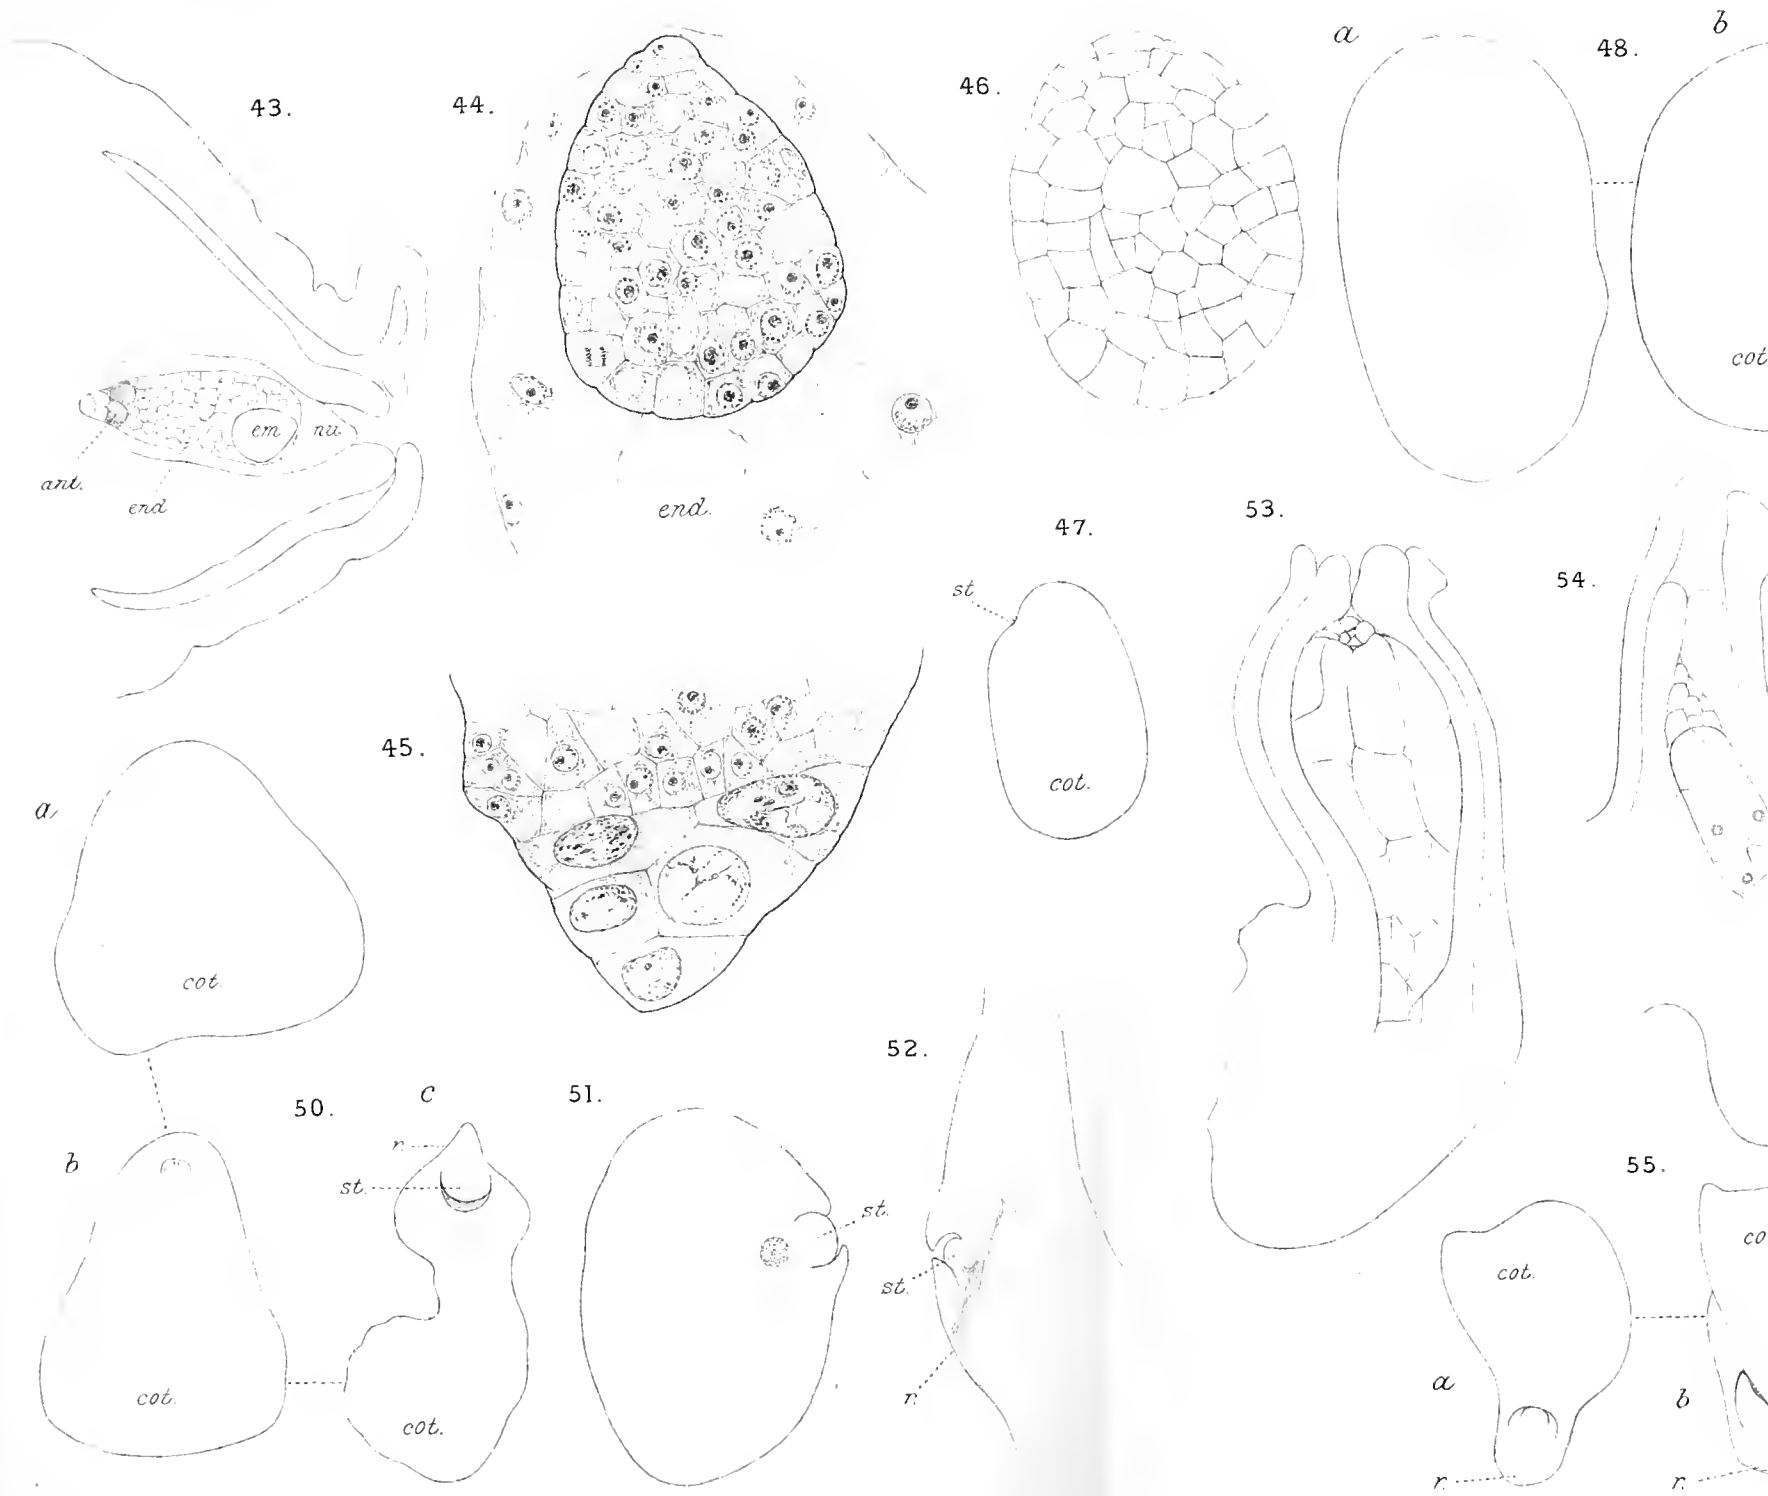 a
b
48.
43.
44.
46.
cot
em
nu.
ant.
end
end.
47.
53.
54.
st
cot.
45.
a
cot.
52.
50.
c
51.
r.
b
st.
55.
st.
cot.
st.
co
cot.
cot.
r.
a
b
r.
r.